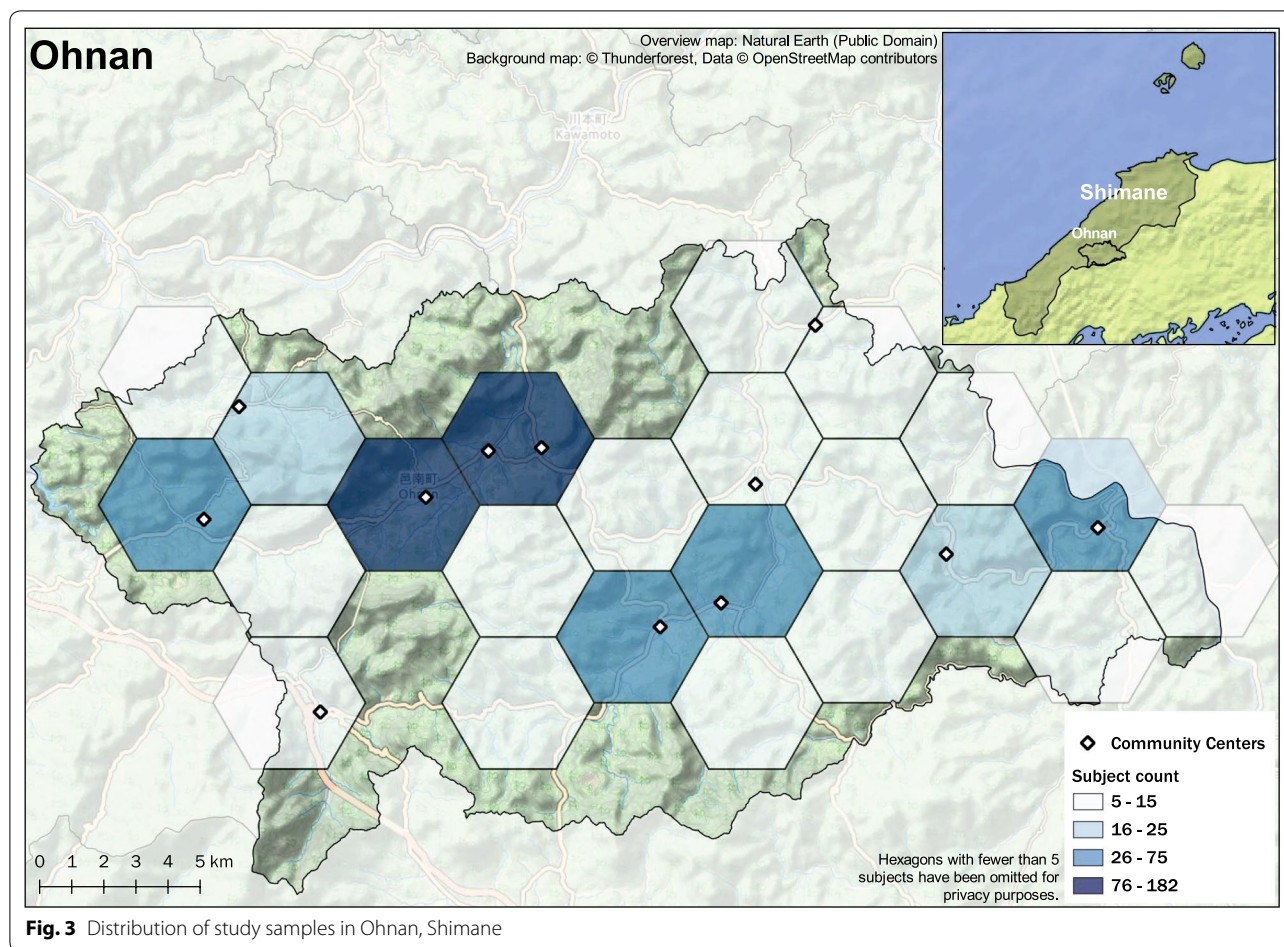 Ohnan
Overview map: Natural Earth (Public Domain)
Background map: © Thunderforest, Data © OpenStreetMap contributors
川本町
Kawamoto
Shimane
Ohnan
邑南町
0 1 2 3 4 5 km
Community Centers
Subject count
5 - 15
16 - 25
26 - 75
76 - 182
Hexagons with fewer than 5
subjects have been omitted for
privacy purposes.
Fig. 3 Distribution of study samples in Ohnan, Shimane